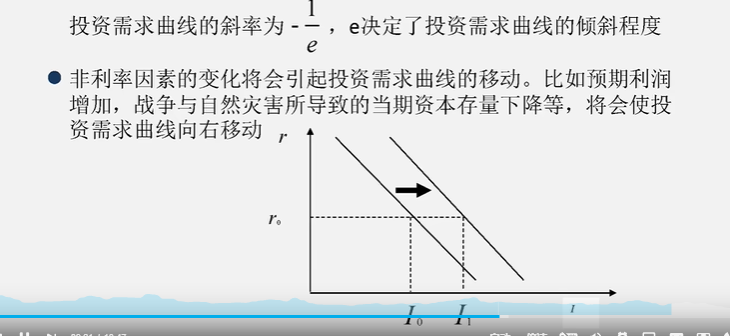 投资需求曲线的斜率为 - 1/e ，e决定了投资需求曲线的倾斜程度
● 非利率因素的变化将会引起投资需求曲线的移动。比如预期利润
增加，战争与自然灾害所导致的当期资本存量下降等，将会使投
资需求曲线向右移动
r
r₀
I₀ I₁ I